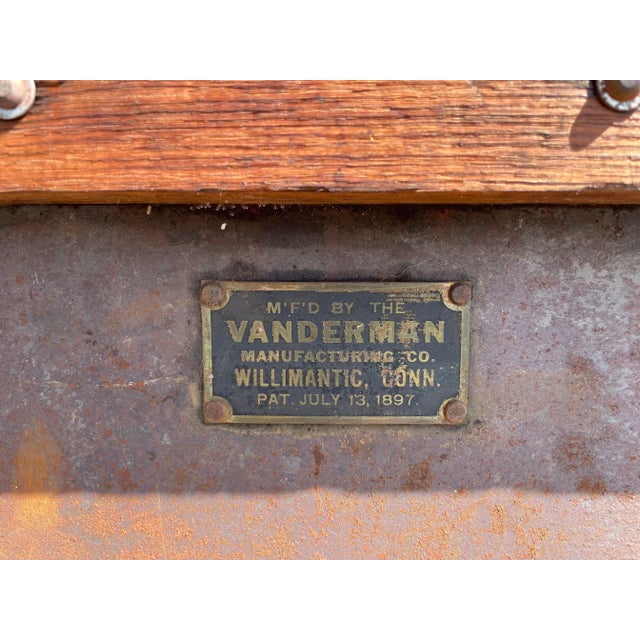 M'F'D BY THE
VANDERMAN
MANUFACTURING CO.
WILLIMANTIC, CONN.
PAT. JULY 13, 1897.